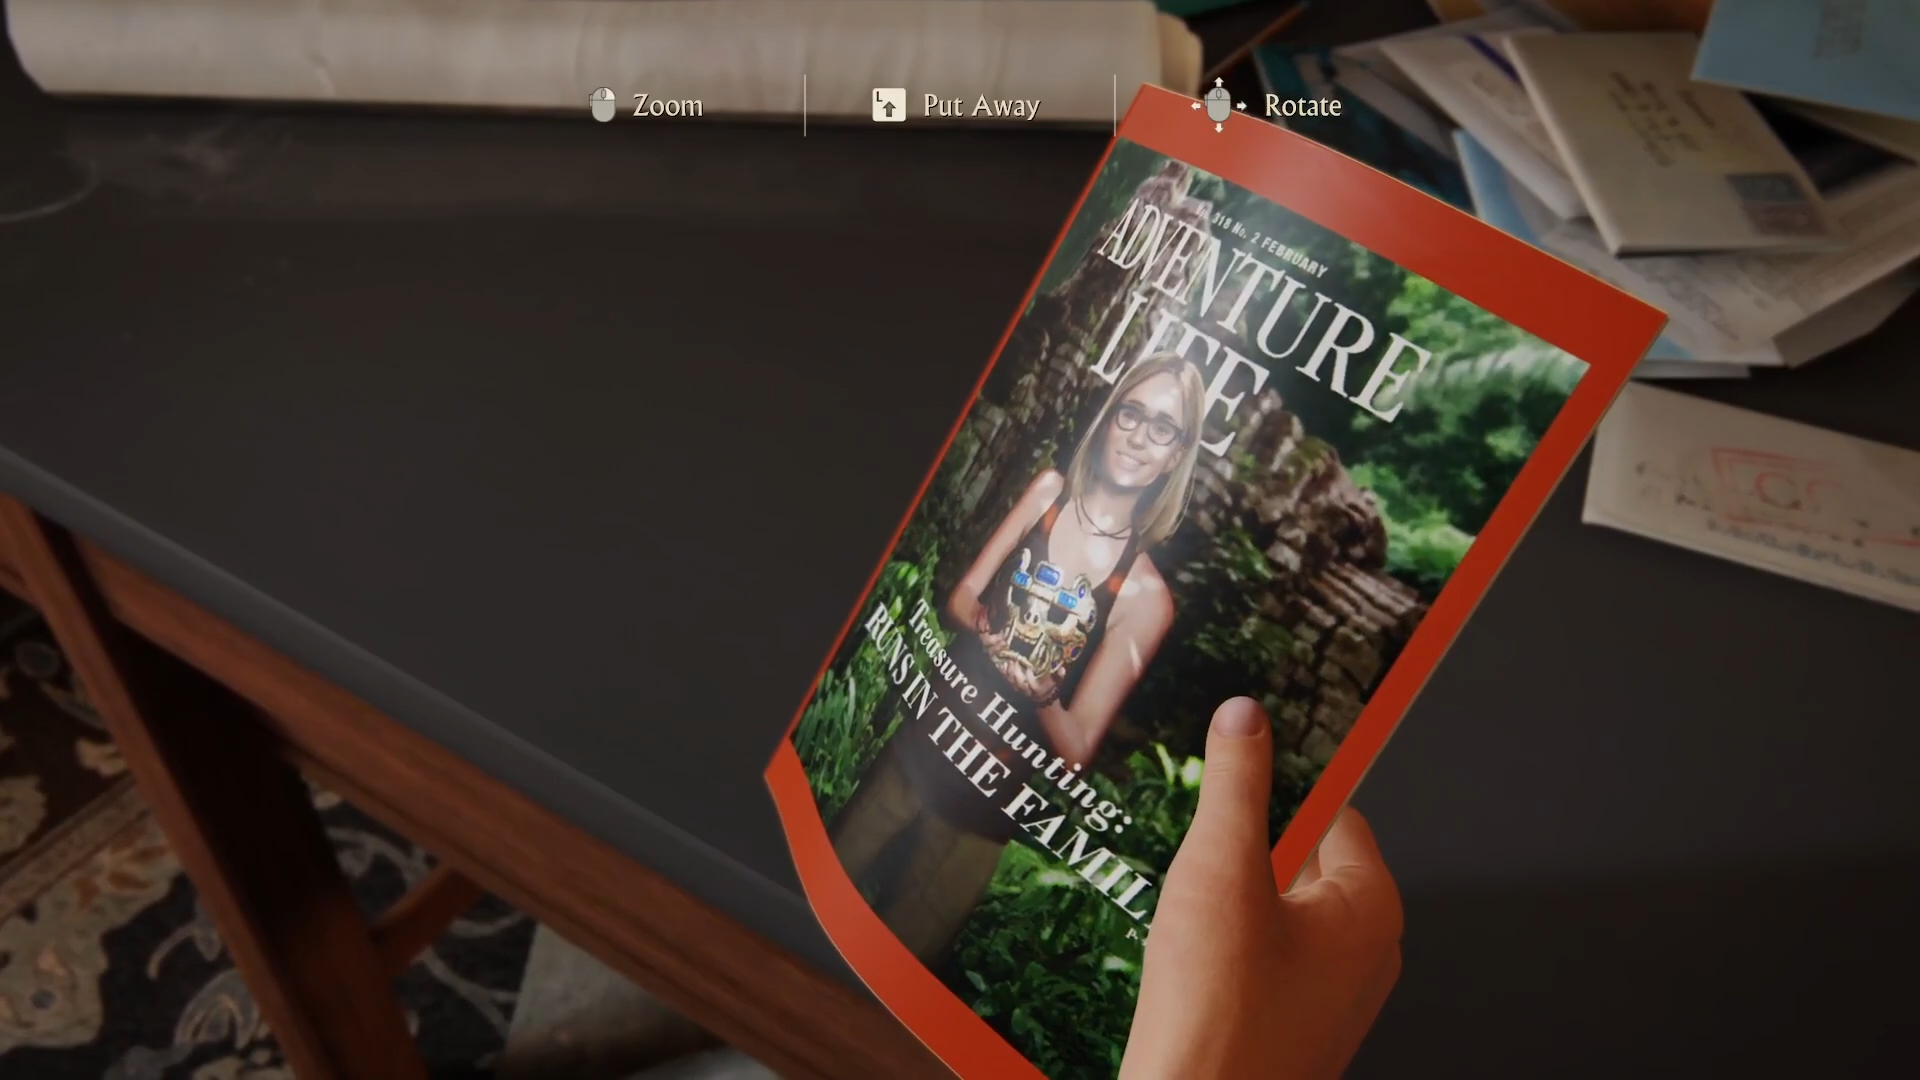 Zoom
Put Away
Rotate
318 No. 2 FEBRUARY
ADVENTURE
LIFE
Treasure Hunting:
RUNS IN THE FAMIL